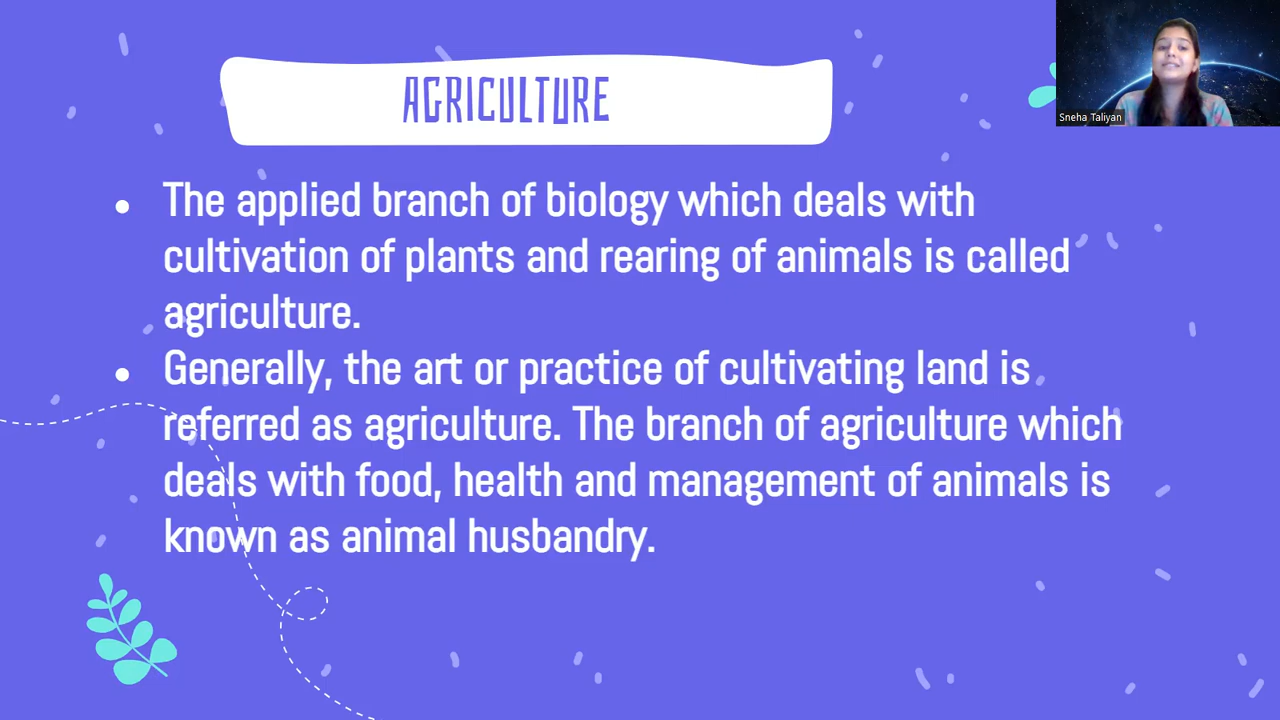 AGRICULTURE
Sneha Taliyan
The applied branch of biology which deals with
cultivation of plants and rearing of animals is called
agriculture.
Generally, the art or practice of cultivating land is
referred as agriculture. The branch of agriculture which
deals with food, health and management of animals is
known as animal husbandry.